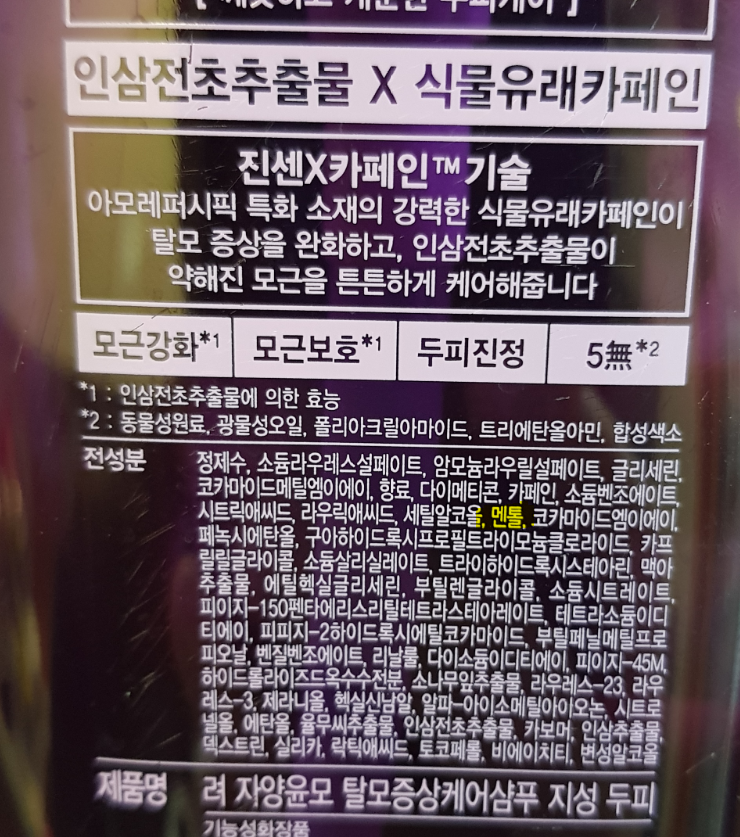 인삼전초추출물 X 식물유래카페인
진센X카페인™기술
아모레퍼시픽 특화 소재의 강력한 식물유래카페인이
탈모 증상을 완화하고, 인삼전초추출물이
약해진 모근을 튼튼하게 케어해줍니다
모근강화*1 모근보호*1 두피진정 5無*2
*1 : 인삼전초추출물에 의한 효능
*2 : 동물성원료, 광물성오일, 폴리아크릴아마이드, 트리에탄올아민, 합성색소
전성분 정제수, 소듐라우레스설페이트, 암모늄라우릴설페이트, 글리세린,
코카마이드메틸엠이에이, 향료, 다이메티콘, 카페인, 소듐벤조에이트,
시트릭애씨드, 라우릭애씨드, 세틸알코올, 멘톨, 코카마이드엠이에이,
페녹시에탄올, 구아하이드록시프로필트라이모늄클로라이드, 카프
릴릴글라이콜, 소듐살리실레이트, 트라이하이드록시스테아린, 맥아
추출물, 에틸헥실글리세린, 부틸렌글라이콜, 소듐시트레이트,
피이지-150펜타에리스리틸테트라스테아레이트, 테트라소듐이디
티에이, 피피지-2하이드록시에틸코카마이드, 부틸페닐메틸프로
피오날, 벤질벤조에이트, 리날룰, 다이소듐이디티에이, 피이지-45M,
하이드롤라이즈드옥수수전분, 소나무잎추출물, 라우레스-23, 라우
레스-3, 제라니올, 헥실신남알, 알파-아이소메틸아이오논, 시트로
넬올, 에탄올, 율무씨추출물, 인삼전초추출물, 카보머, 인삼추출물,
덱스트린, 실리카, 락틱애씨드, 토코페롤, 비에이치티, 변성알코올
제품명 려 자양윤모 탈모증상케어샴푸 지성 두피
기능성화장품